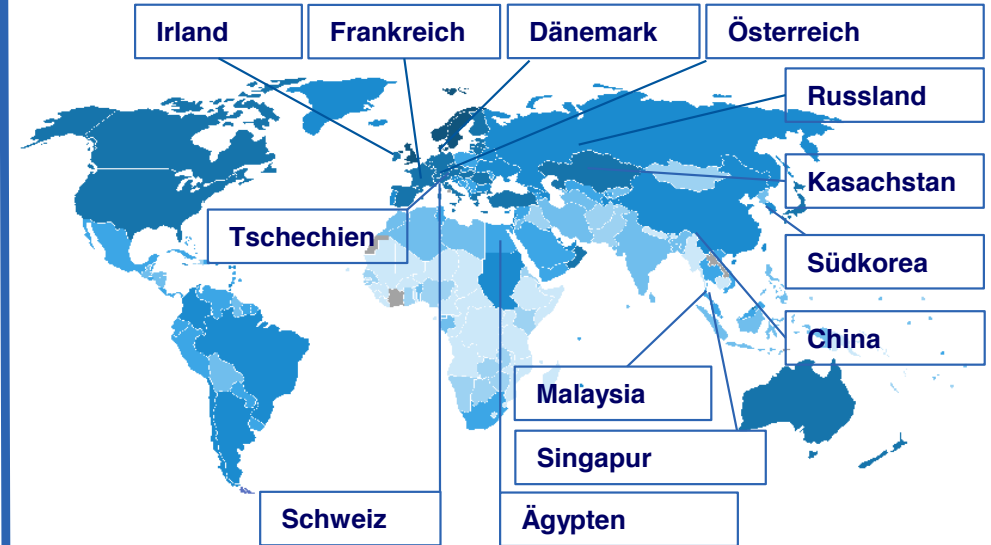 Irland
Frankreich
Dänemark
Österreich
Russland
Kasachstan
Tschechien
Südkorea
China
Malaysia
Singapur
Schweiz
Ägypten